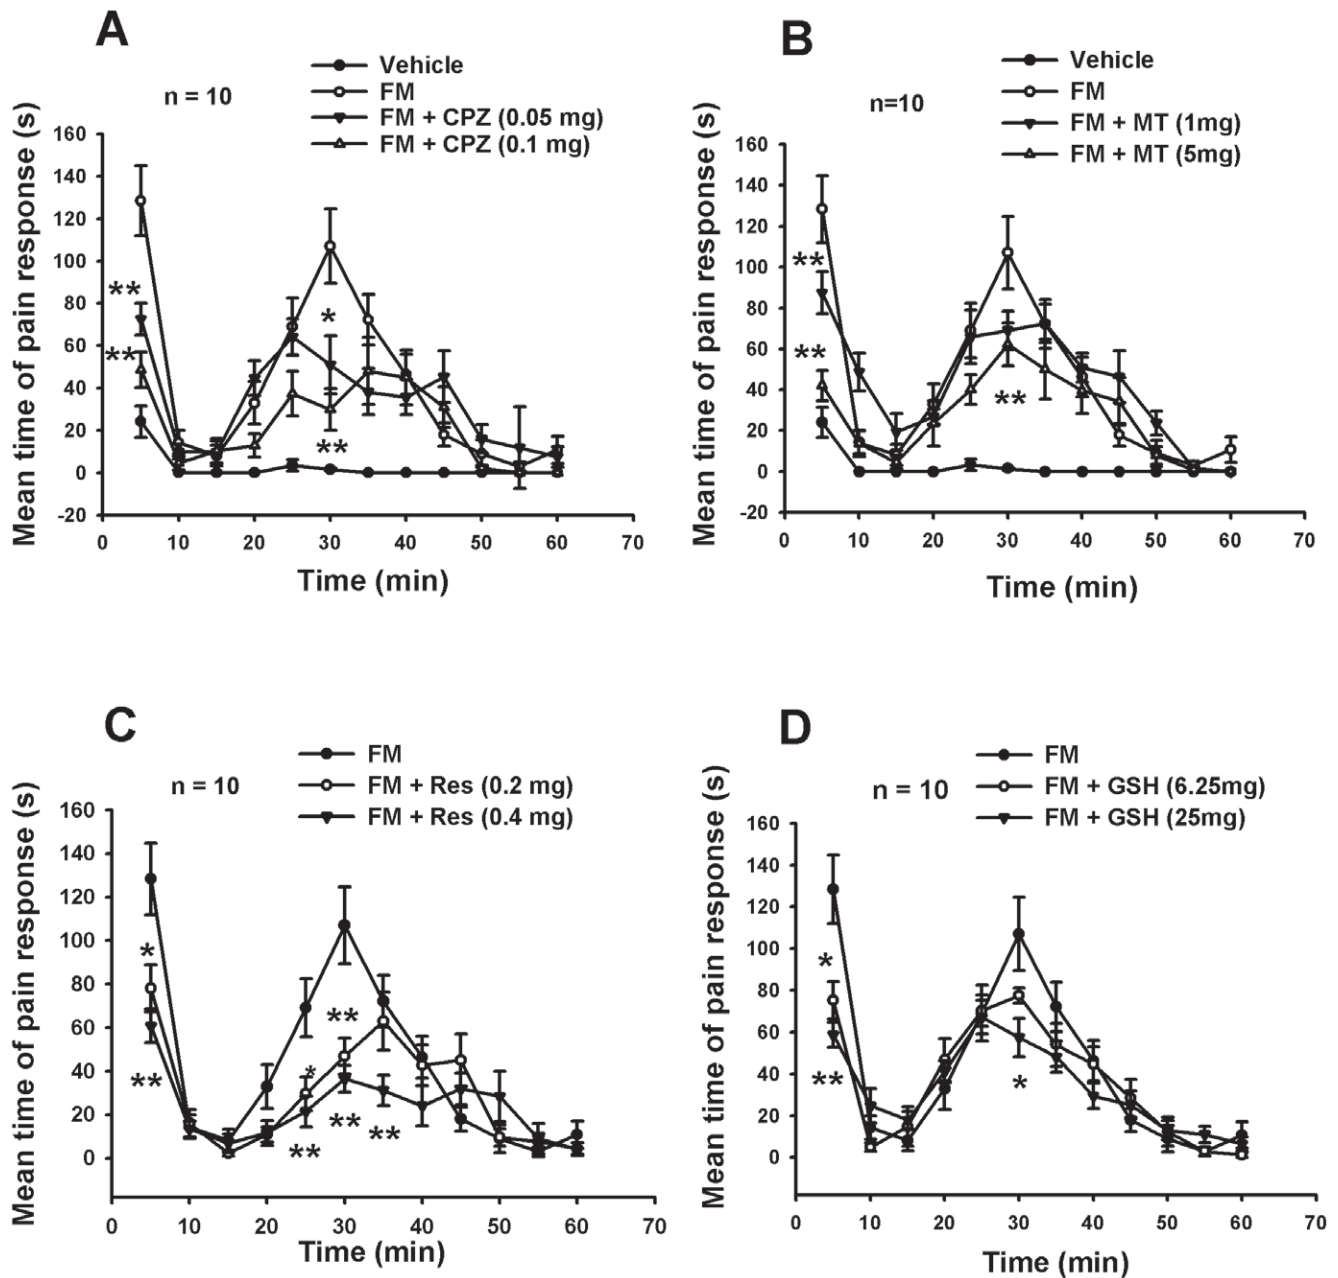 A
Vehicle
FM
FM + CPZ (0.05 mg)
FM + CPZ (0.1 mg)
n = 10
Mean time of pain response (s)
160
140
120
100
80
60
40
20
0
-20
**
**
*
**
0 10 20 30 40 50 60 70
Time (min)
B
Vehicle
FM
FM + MT (1mg)
FM + MT (5mg)
n=10
Mean time of pain response (s)
160
140
120
100
80
60
40
20
0
-20
**
**
**
0 10 20 30 40 50 60 70
Time (min)
C
FM
FM + Res (0.2 mg)
FM + Res (0.4 mg)
n = 10
Mean time of pain response (s)
160
140
120
100
80
60
40
20
0
*
**
**
*
**
**
**
0 10 20 30 40 50 60 70
Time (min)
D
FM
FM + GSH (6.25mg)
FM + GSH (25mg)
n = 10
Mean time of pain response (s)
160
140
120
100
80
60
40
20
0
*
**
*
0 10 20 30 40 50 60 70
Time (min)